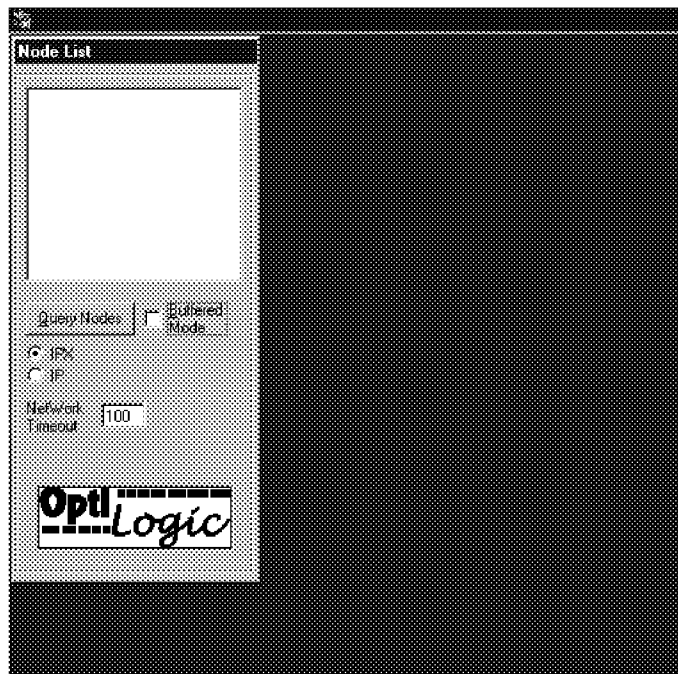 Node List
Query Nodes
Buffered
Mode
IPX
IP
Network
Timeout
100
Opti
Logic